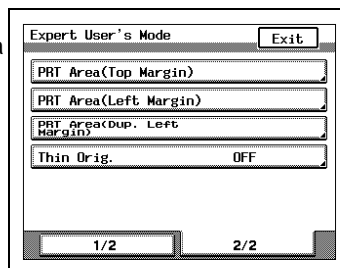 Expert User's Mode
Exit
PRT Area(Top Margin)
PRT Area(Left Margin)
PRT Area(Dup. Left
Margin)
Thin Orig. OFF
1/2 2/2